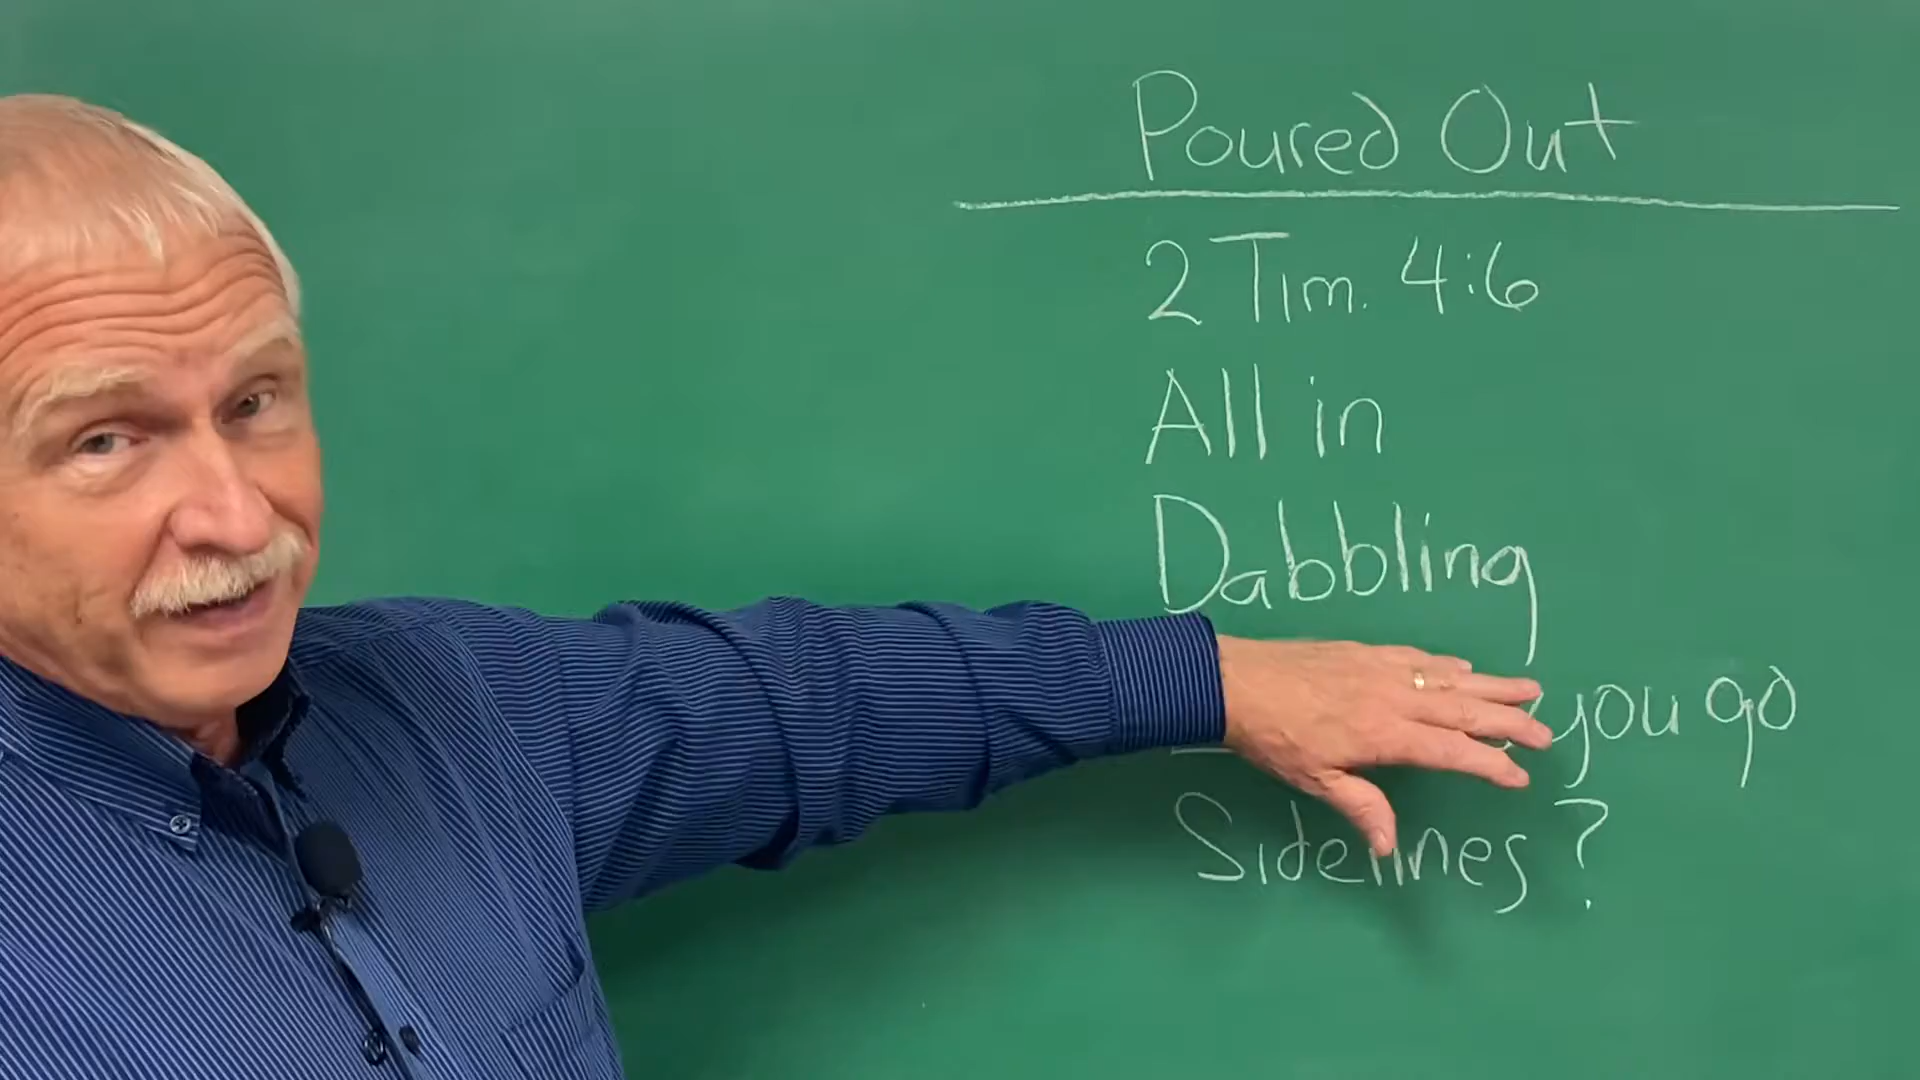 Poured Out
2 Tim. 4:6
All in
Dabbling
you go
Sidelines?